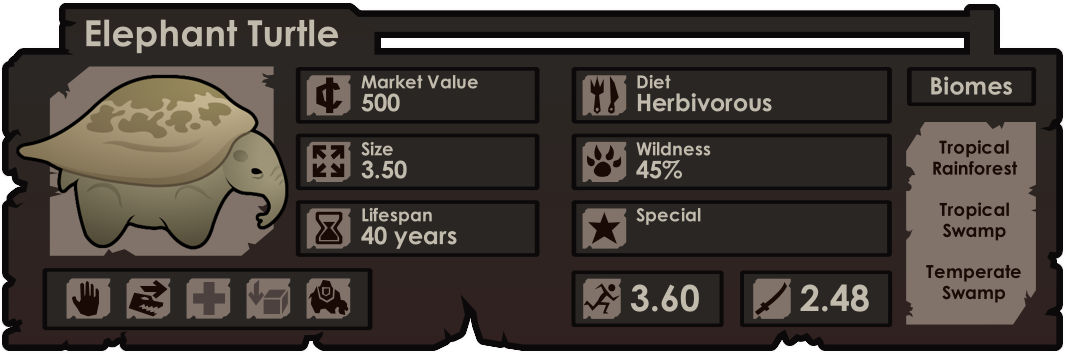 Elephant Turtle
Market Value
500
Size
3.50
Lifespan
40 years
Diet
Herbivorous
Wildness
45%
Special
3.60
2.48
Biomes
Tropical
Rainforest
Tropical
Swamp
Temperate
Swamp